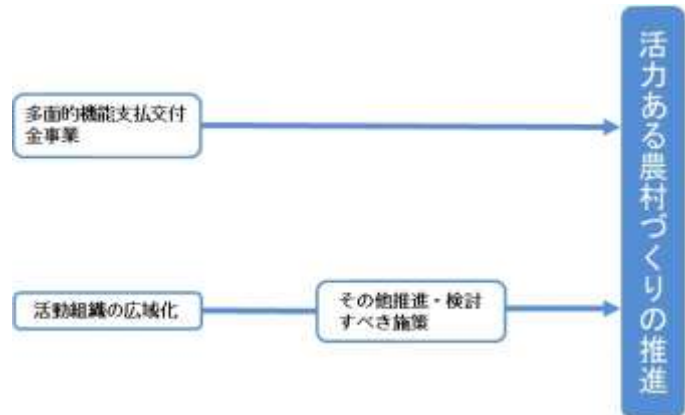 多面的機能支払交付
金事業
活動組織の広域化
その他推進・検討
すべき施策
活力ある農村づくりの推進